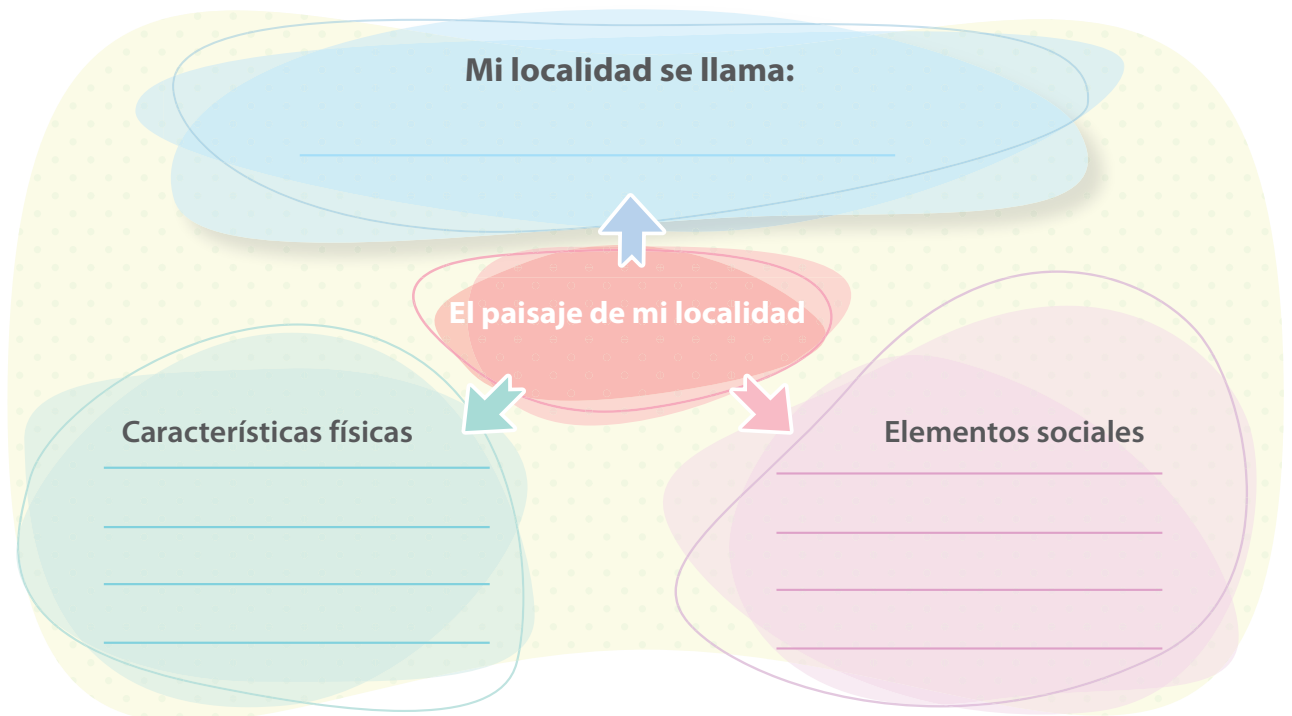 Mi localidad se llama:
El paisaje de mi localidad
Características físicas
Elementos sociales